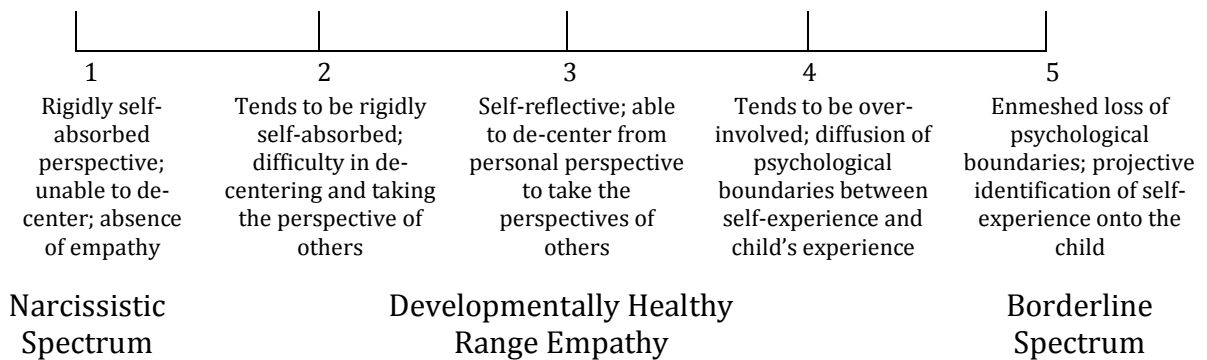 1
Rigidly self-
absorbed
perspective;
unable to de-
center; absence
of empathy
2
Tends to be rigidly
self-absorbed;
difficulty in de-
centering and taking
the perspective of
others
3
Self-reflective; able
to de-center from
personal perspective
to take the
perspectives of
others
4
Tends to be over-
involved; diffusion of
psychological
boundaries between
self-experience and
child’s experience
5
Enmeshed loss of
psychological
boundaries; projective
identification of self-
experience onto the
child
Narcissistic
Spectrum
Developmentally Healthy
Range Empathy
Borderline
Spectrum